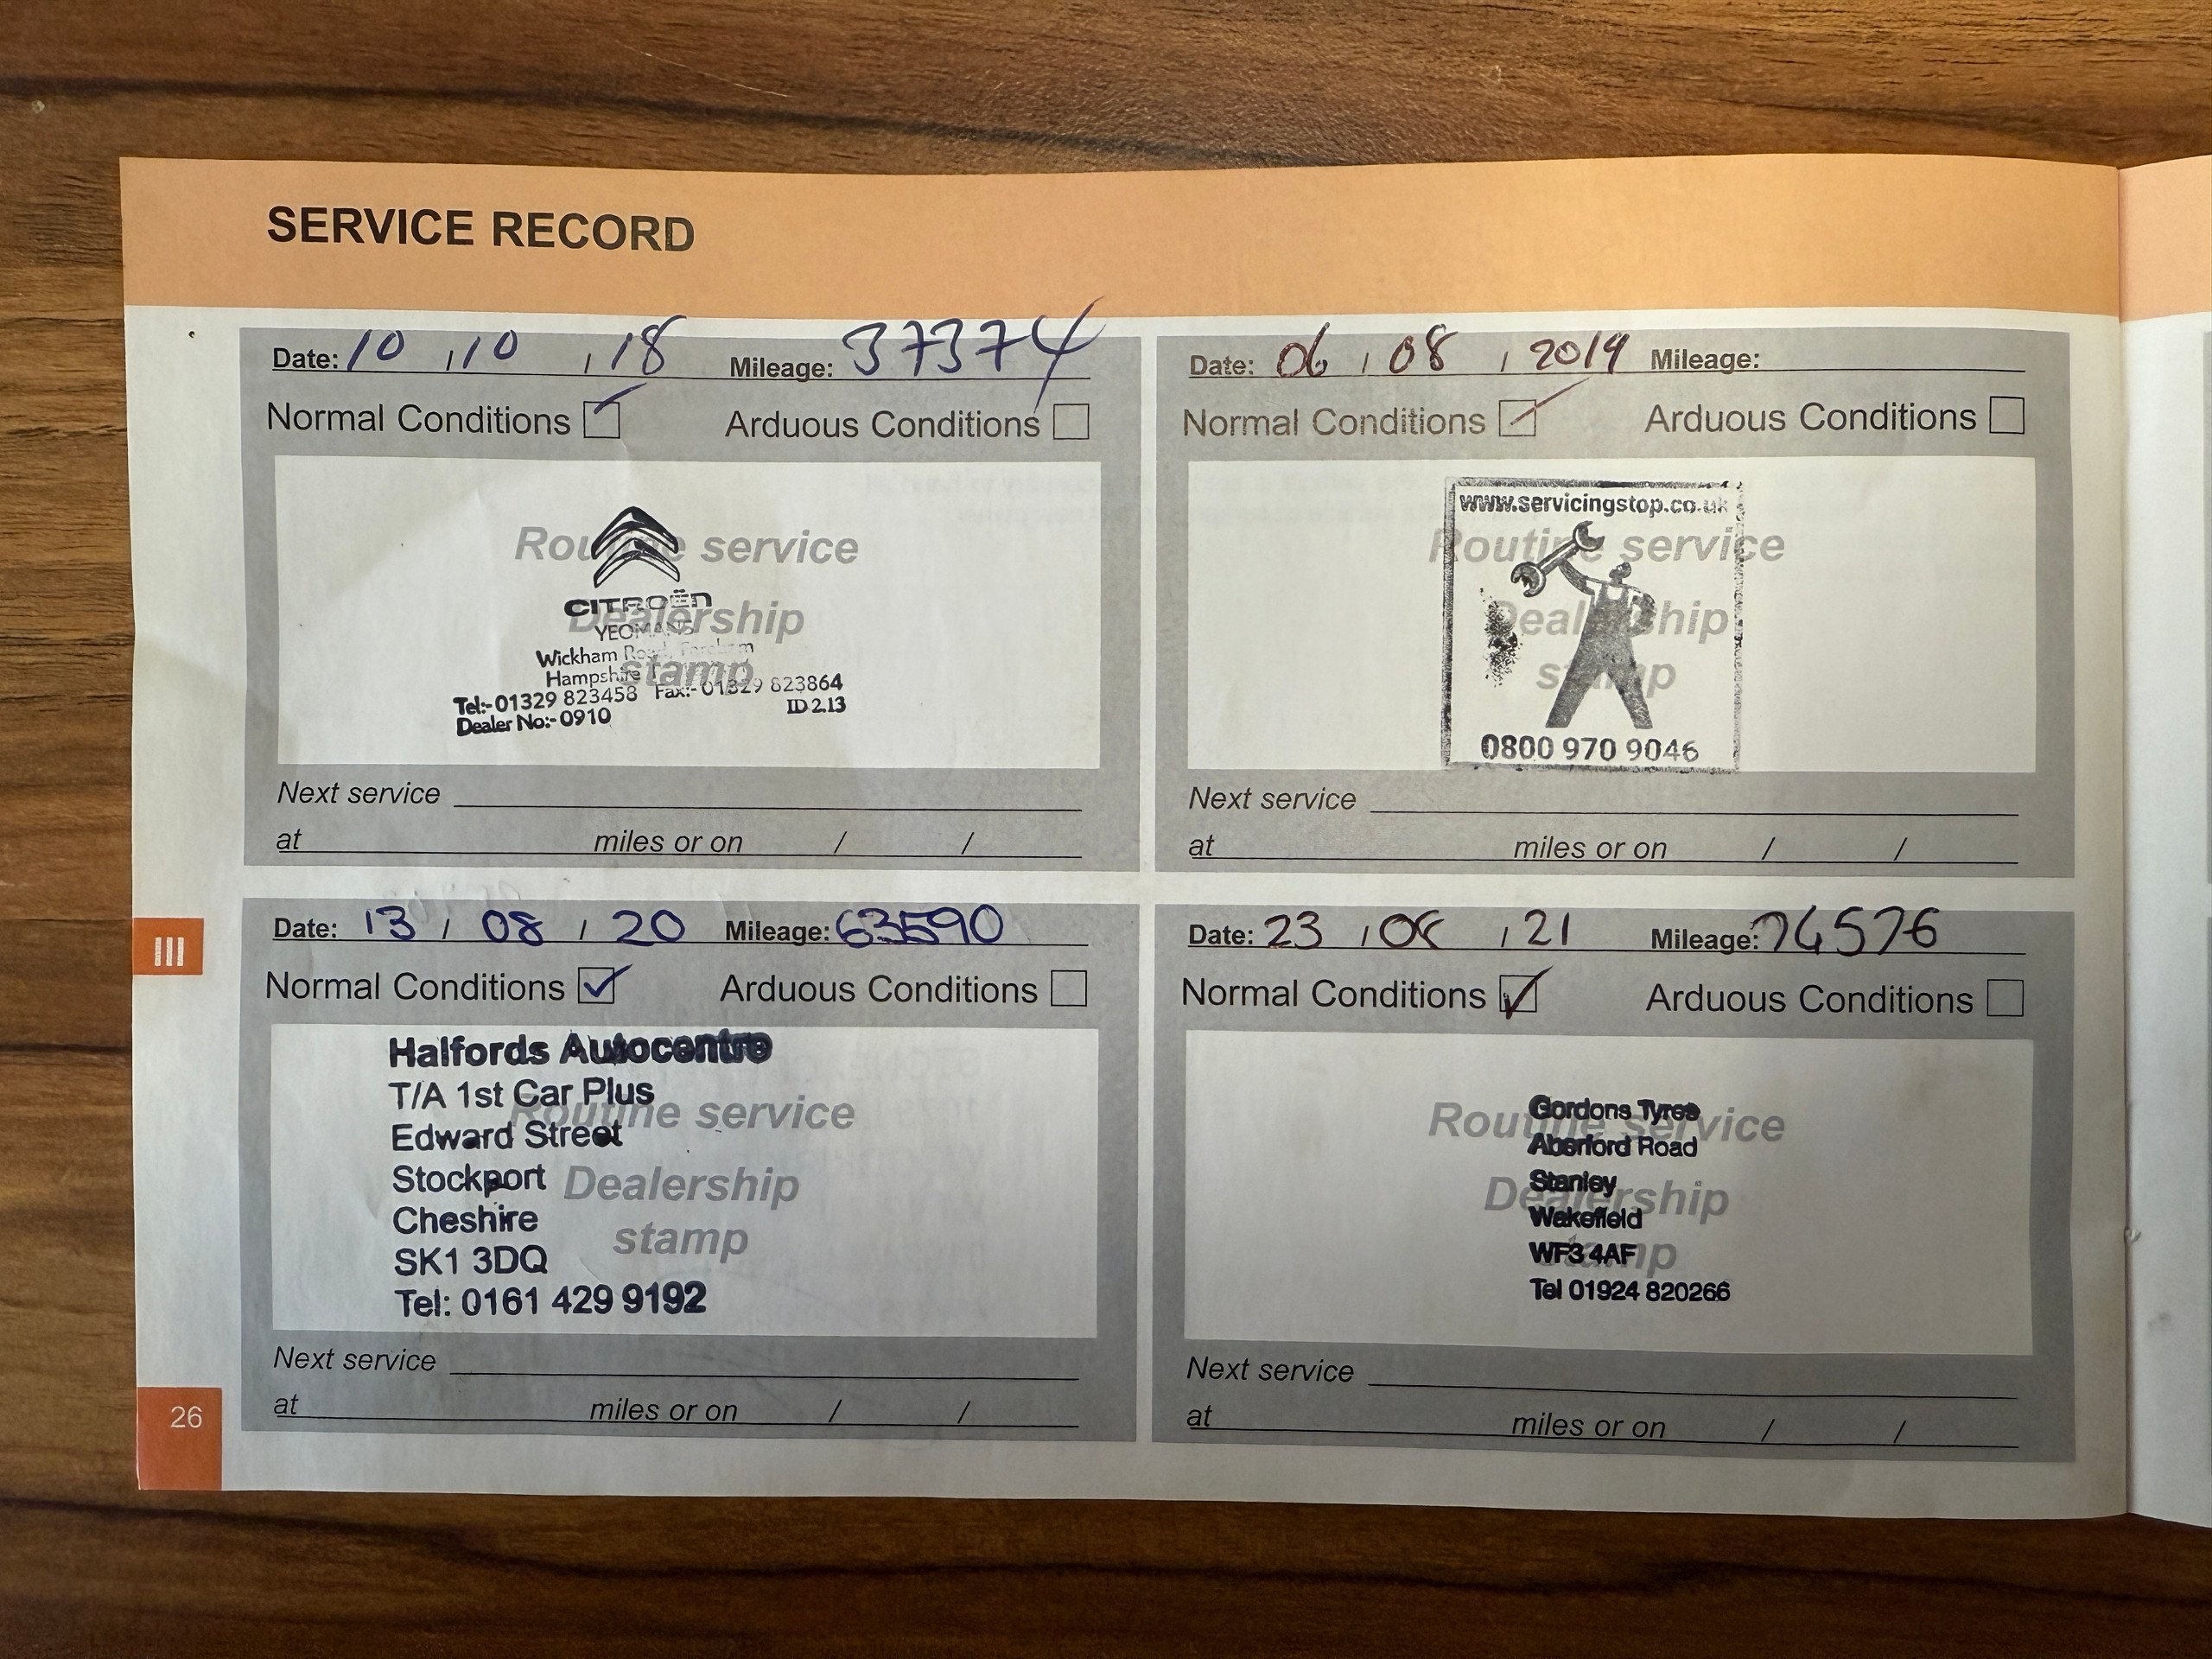 SERVICE RECORD
Date: 10 / 10 / 18 Mileage: 37374
Normal Conditions Arduous Conditions
Routine service
CITROËN
Dealership
YEOMANS
Wickham Road, Fareham
stamp
Hampshire
Tel:- 01329 823458 Fax:- 01329 823864
Dealer No:- 0910 ID 2.13
Next service
at miles or on / /
Date: 06 / 08 / 2019 Mileage:
Normal Conditions Arduous Conditions
www.servicingstop.co.uk
Routine service
Dealership
stamp
0800 970 9046
Next service
at miles or on / /
Date: 13 / 08 / 20 Mileage: 63590
Normal Conditions Arduous Conditions
Halfords Autocentre
T/A 1st Car Plus
Routine service
Edward Street
Stockport
Dealership
Cheshire
stamp
SK1 3DQ
Tel: 0161 429 9192
Next service
at miles or on / /
Date: 23 / 08 / 21 Mileage: 74576
Normal Conditions Arduous Conditions
Gordons Tyres
Routine service
Aberford Road
Stanley
Dealership
Wakefield
WF3 4AF
stamp
Tel 01924 820266
Next service
at miles or on / /
III
26